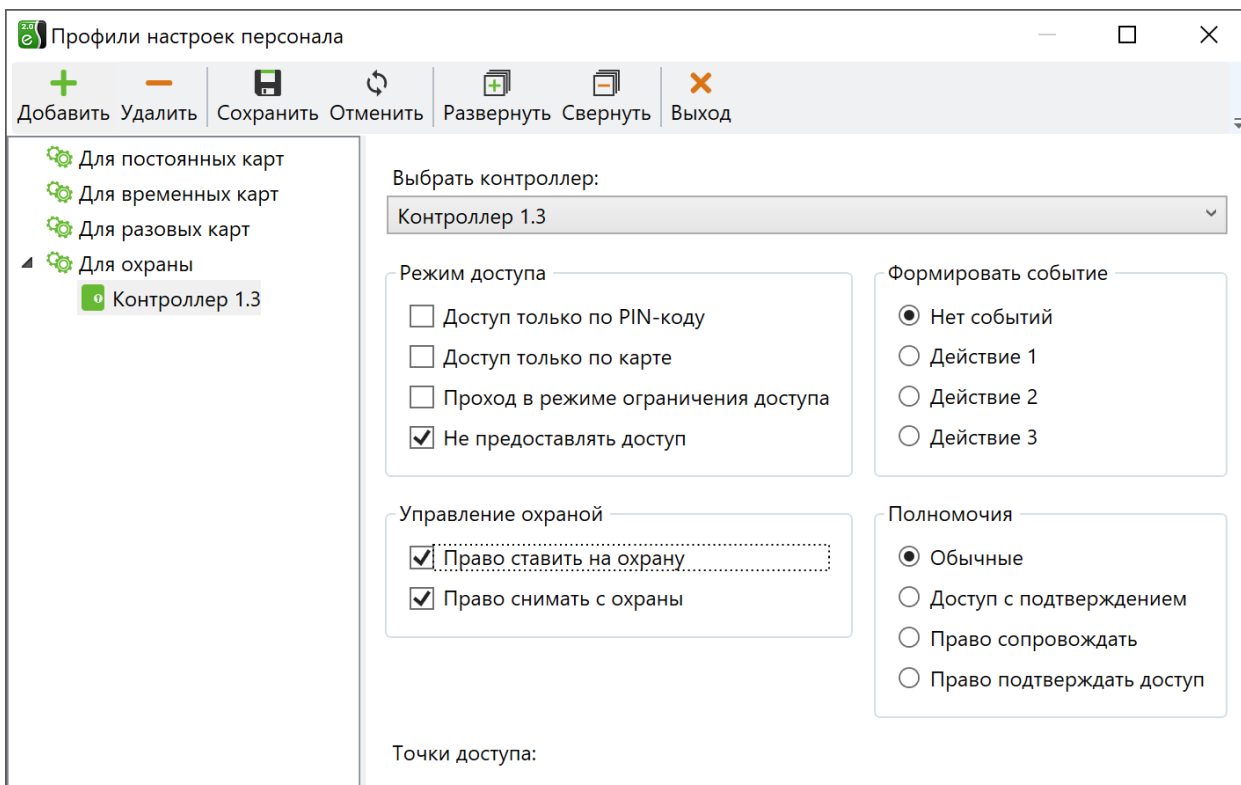 2.0
Профили настроек персонала
Добавить Удалить Сохранить Отменить Развернуть Свернуть Выход
Для постоянных карт
Для временных карт
Для разовых карт
Для охраны
Контроллер 1.3
Выбрать контроллер:
Контроллер 1.3
Режим доступа
Доступ только по PIN-коду
Доступ только по карте
Проход в режиме ограничения доступа
Не предоставлять доступ
Формировать событие
Нет событий
Действие 1
Действие 2
Действие 3
Управление охраной
Право ставить на охрану
Право снимать с охраны
Полномочия
Обычные
Доступ с подтверждением
Право сопровождать
Право подтверждать доступ
Точки доступа: